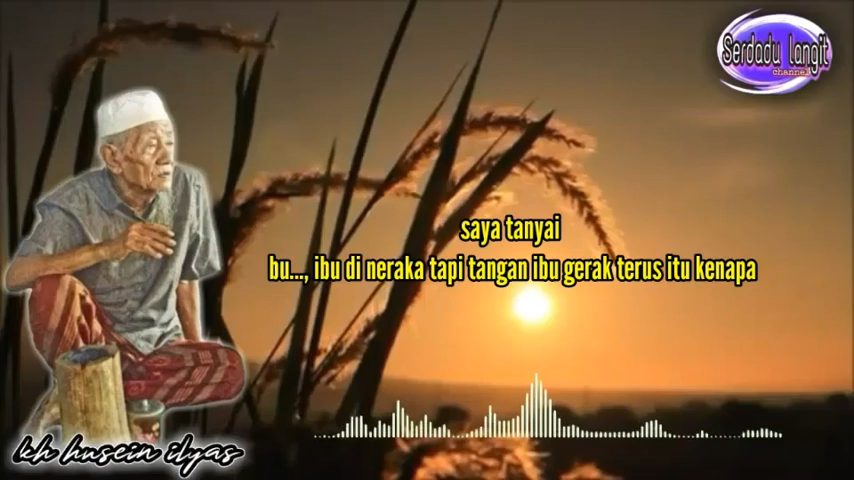 Serdadu langit
channel
saya tanyai
bu..., ibu di neraka tapi tangan ibu gerak terus itu kenapa
kh husein ilyas